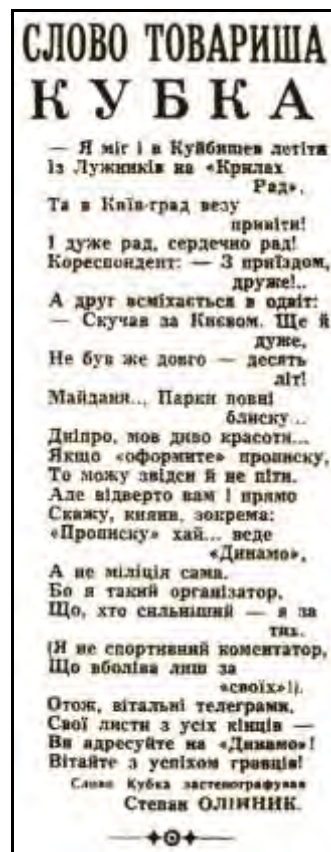 СЛОВО ТОВАРИША
КУБКА
— Я міг і в Куйбишев летіти
Із Лужників на «Крилах
Рад».
Та в Київ-град везу
привіти!
І дуже рад, сердечно рад!
Кореспондент: — З приїздом,
друже!..
А друг всміхається в одвіт:
— Скучав за Києвом. Ще й
дуже,
Не був же довго — десять
літ!
Майдани... Парки повні
блиску...
Дніпро, мов диво красоти...
Якщо «оформите» прописку,
То можу звідси й не піти.
Але відверто вам і прямо
Скажу, кияни, зокрема:
«Прописку» хай... веде
«Динамо»,
А не міліція сама.
Бо я такий організатор,
Що, хто сильніший — я за
тих.
(Я не спортивний коментатор,
Що вболіва лиш за
«своїх»!).
Отож, вітальні телеграми,
Свої листи з усіх кінців —
Ви адресуйте на «Динамо»!
Вітайте з успіхом гравців!
Слово Кубка застенографував
Степан ОЛІЙНИК.